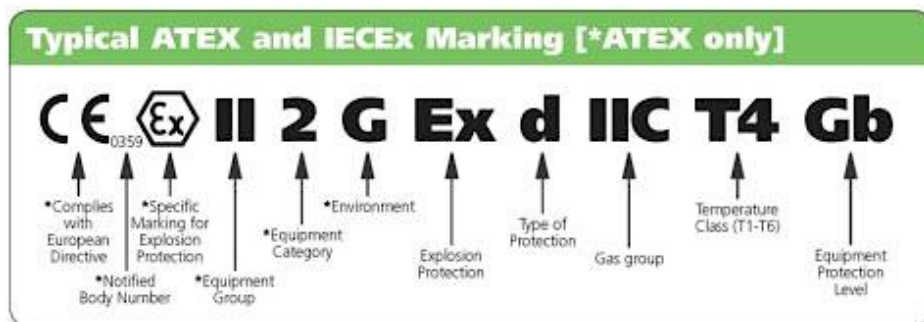 Typical ATEX and IECEx Marking [*ATEX only]
CE 0359 Ex II 2 G Ex d IIC T4 Gb
*Complies
with
European
Directive
*Notified
Body Number
*Specific
Marking for
Explosion
Protection
*Equipment
Group
*Equipment
Category
*Environment
Explosion
Protection
Type of
Protection
Gas group
Temperature
Class (T1-T6)
Equipment
Protection
Level